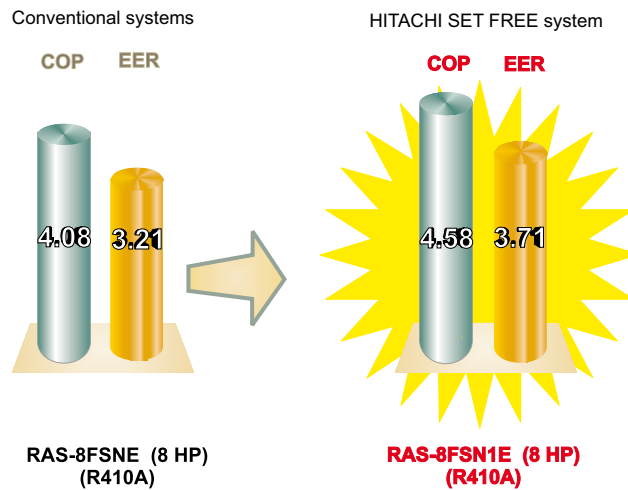 Conventional systems
HITACHI SET FREE system
COP EER
COP EER
4.08 3.21
4.58 3.71
RAS-8FSNE (8 HP)
(R410A)
RAS-8FSN1E (8 HP)
(R410A)